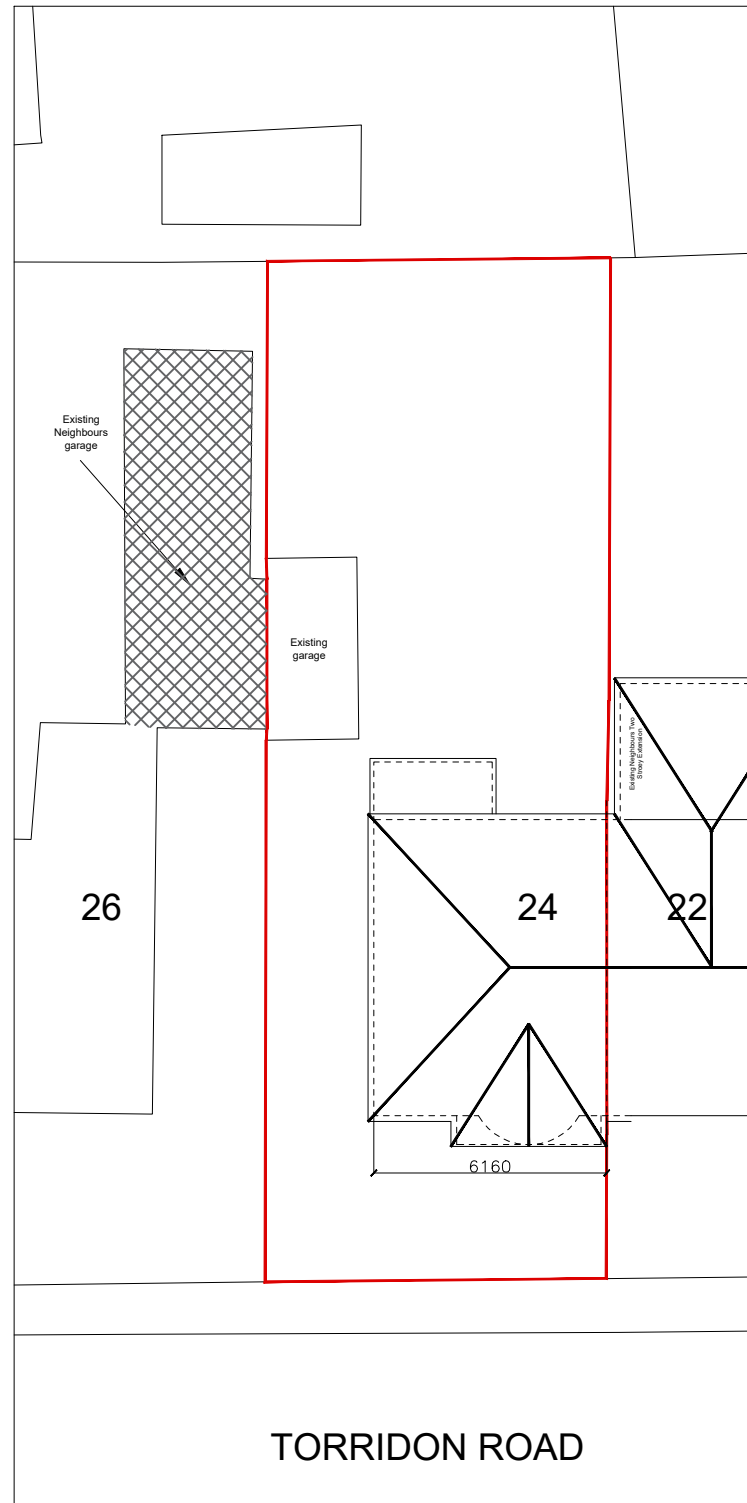 Existing
Neighbours
garage
Existing
garage
Existing Neighbours Two
Storey Extension
26
24
22
6160
TORRIDON ROAD